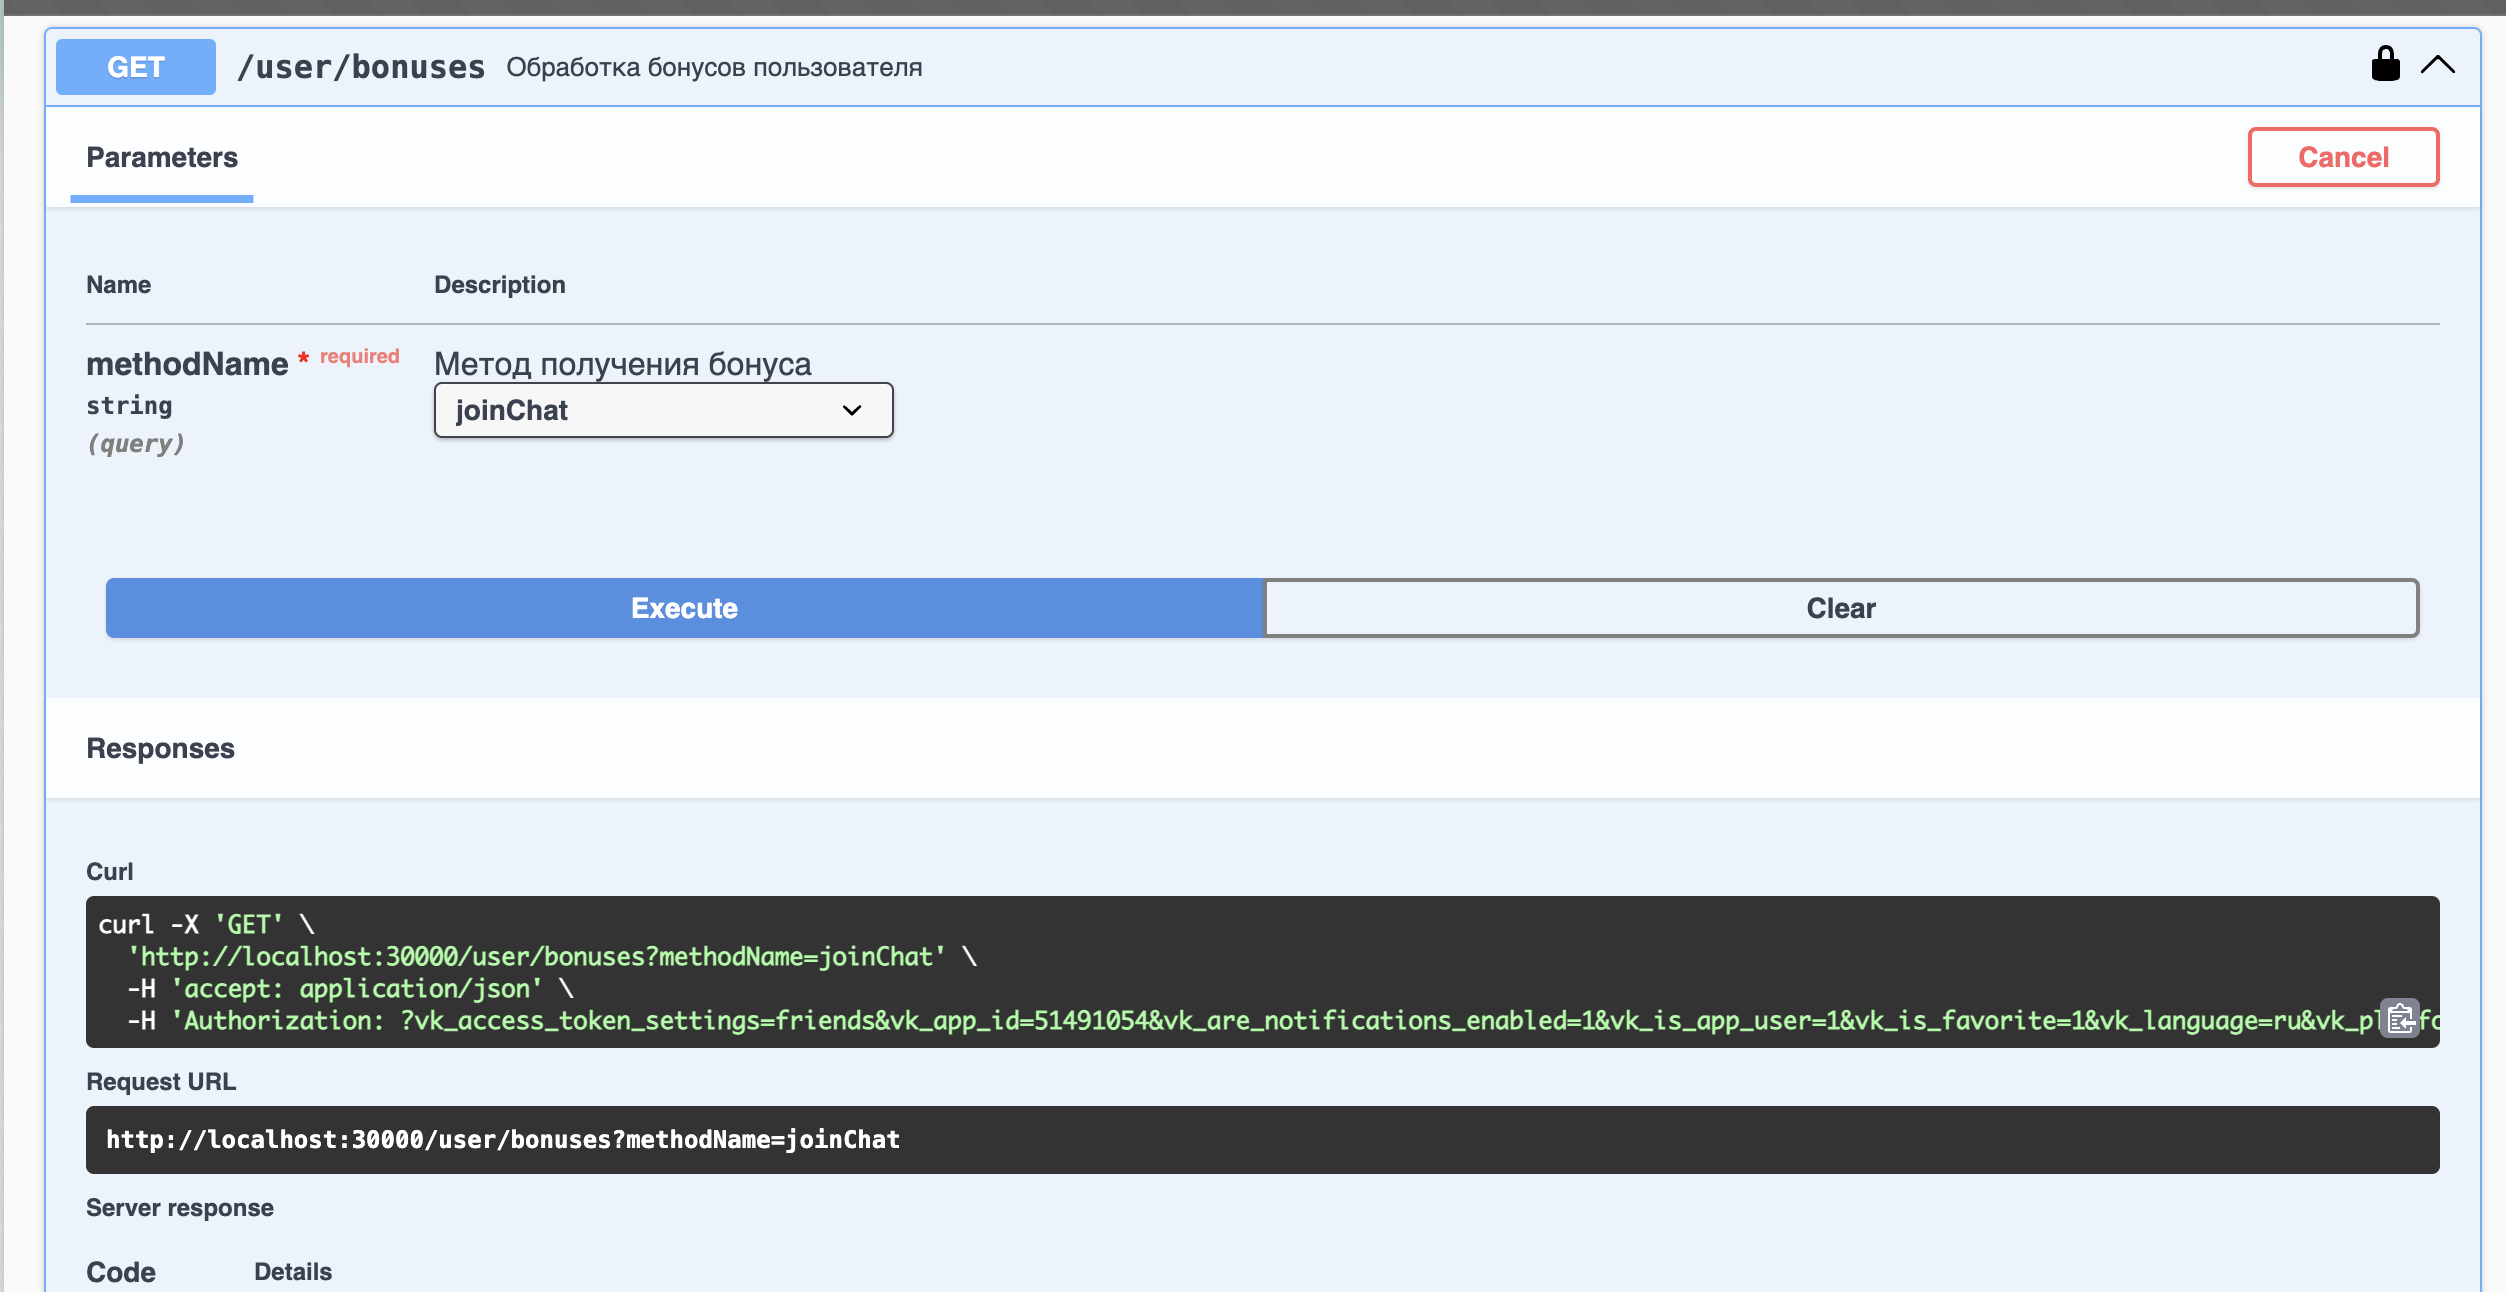 GET /user/bonuses Обработка бонусов пользователя
Parameters
Cancel
Name Description
methodName * required Метод получения бонуса
string joinChat
(query)
Execute Clear
Responses
Curl
curl -X 'GET' \
'http://localhost:30000/user/bonuses?methodName=joinChat' \
-H 'accept: application/json' \
-H 'Authorization: ?vk_access_token_settings=friends&vk_app_id=51491054&vk_are_notifications_enabled=1&vk_is_app_user=1&vk_is_favorite=1&vk_language=ru&
Request URL
http://localhost:30000/user/bonuses?methodName=joinChat
Server response
Code Details